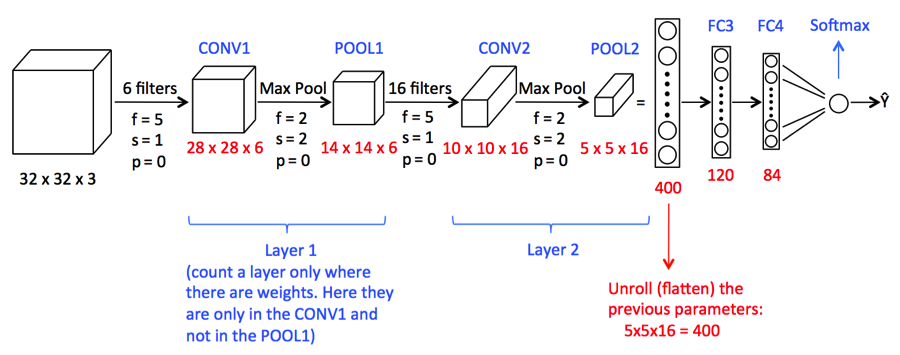 CONV1
POOL1
CONV2
POOL2
FC3
FC4
Softmax
6 filters
f = 5
s = 1
p = 0
Max Pool
f = 2
s = 2
p = 0
16 filters
f = 5
s = 1
p = 0
Max Pool
f = 2
s = 2
p = 0
=
Ŷ
32 x 32 x 3
28 x 28 x 6
14 x 14 x 6
10 x 10 x 16
5 x 5 x 16
400
120
84
Layer 1
(count a layer only where
there are weights. Here they
are only in the CONV1 and
not in the POOL1)
Layer 2
Unroll (flatten) the
previous parameters:
5x5x16 = 400